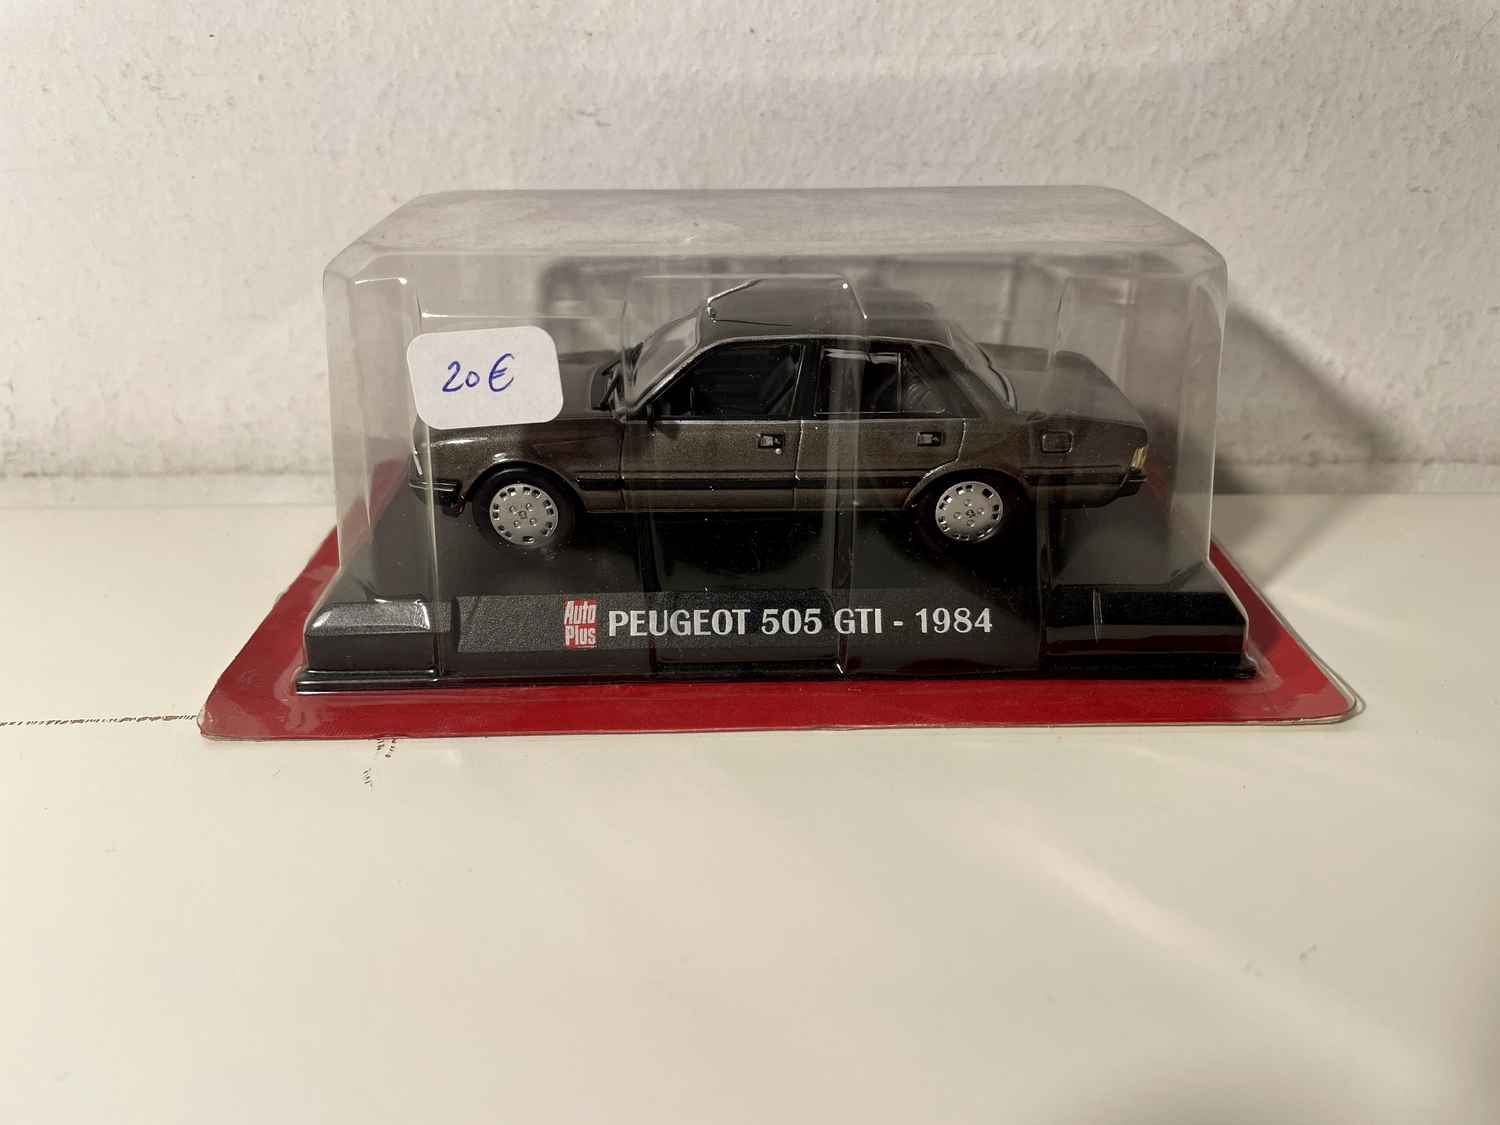 20€
Auto
Plus
PEUGEOT 505 GTI - 1984